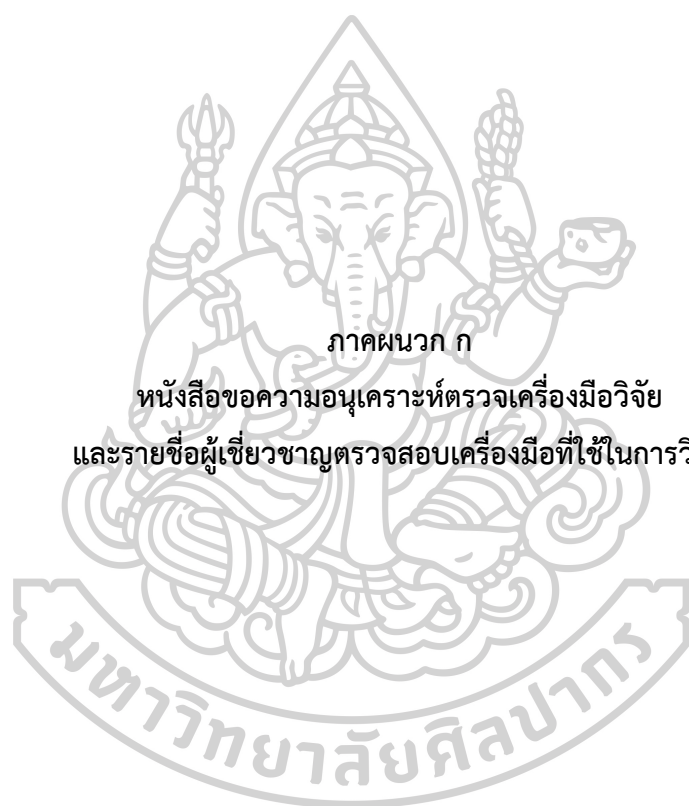 ภาคผนวก ก
หนังสือขอความอนุเคราะห์ตรวจเครื่องมือวิจัย
และรายชื่อผู้เชี่ยวชาญตรวจสอบเครื่องมือที่ใช้ในการวิ
มหาวิทยาลัยศิลปากร